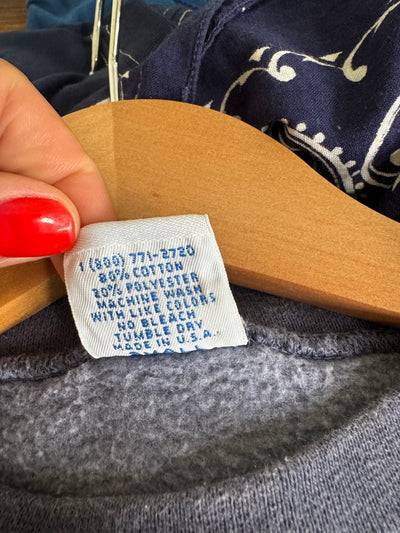 1 (800) 771-2720
80% COTTON
20% POLYESTER
MACHINE WASH
WITH LIKE COLORS
NO BLEACH
TUMBLE DRY
MADE IN U.S.A.